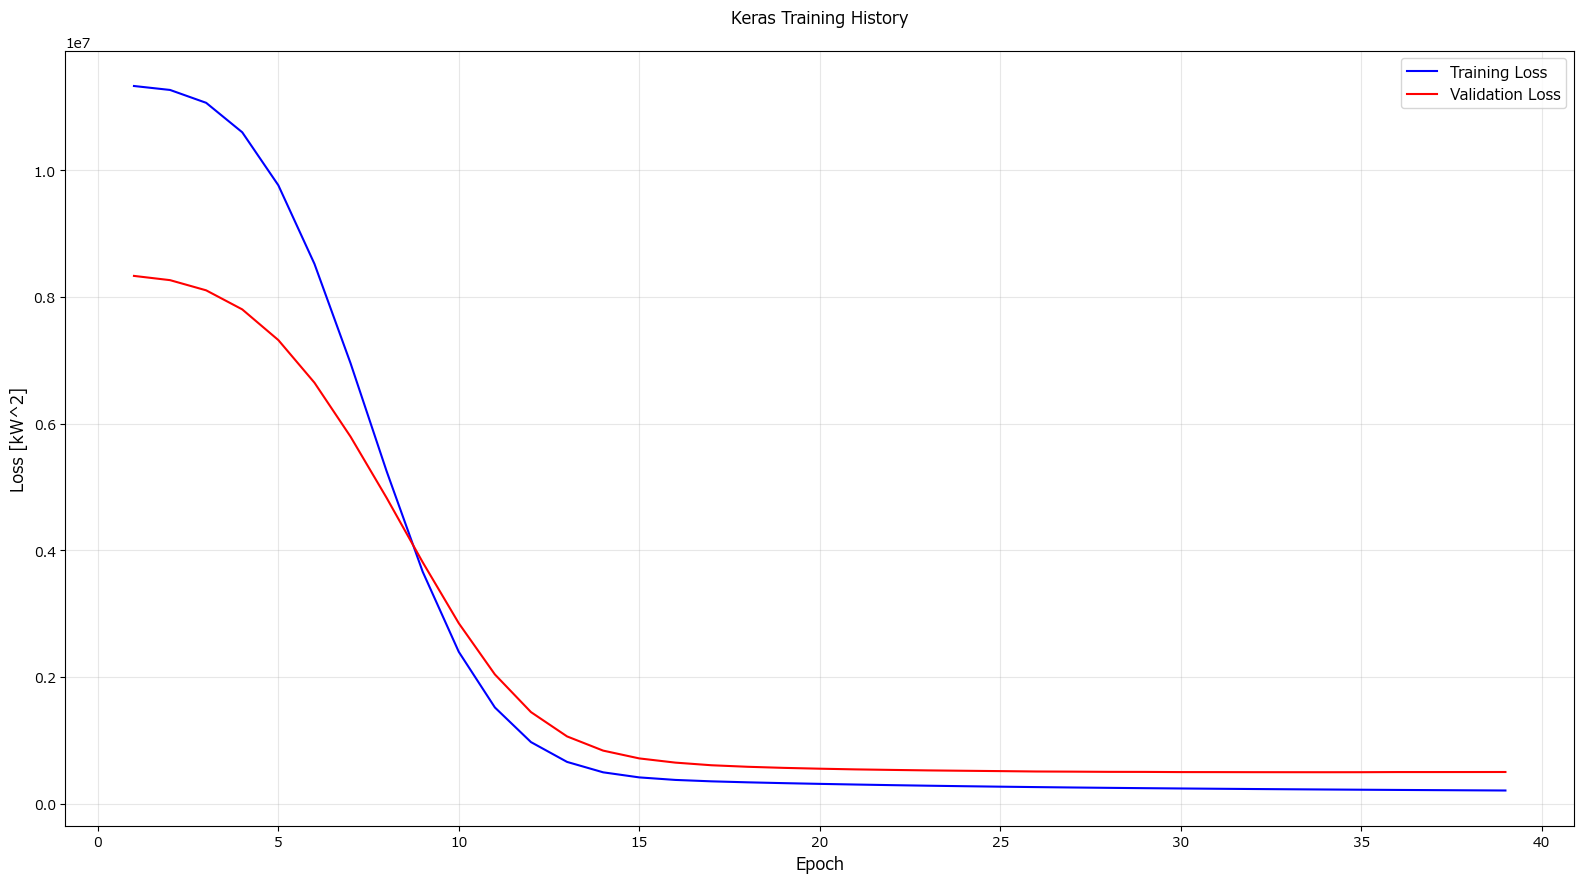 Keras Training History
1e7
Training Loss
Validation Loss
1.0
0.8
0.6
0.4
0.2
0.0
Loss [kW^2]
0 5 10 15 20 25 30 35 40
Epoch